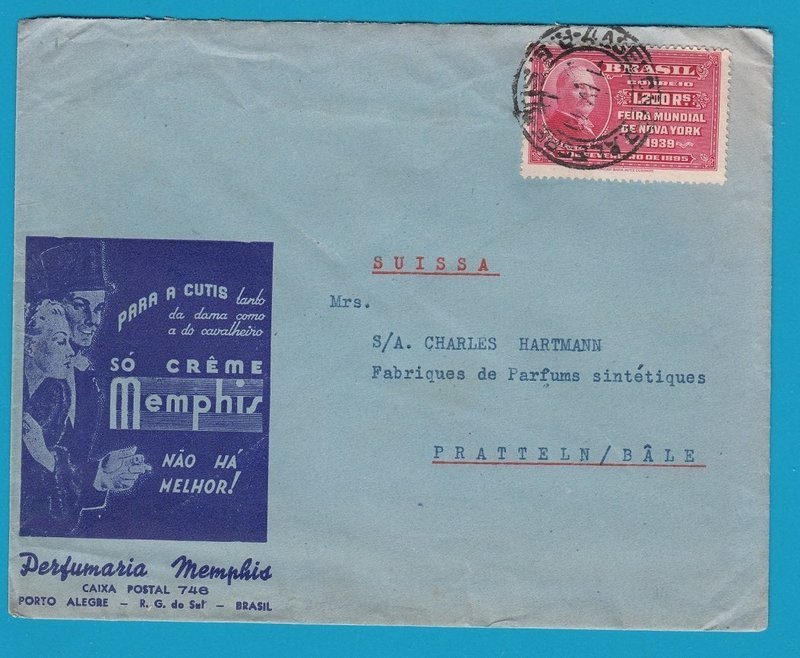 BRASIL
CORREIO
1.200 Rs
FEIRA MUNDIAL
DE NOVA YORK
1939
DE 1895
SUISSA
Mrs.
S/A. CHARLES HARTMANN
Fabriques de Parfums sintétiques
PRATTELN/BÂLE
PARA A CUTIS tanto
da dama como
a do cavalheiro
SÓ CRÊME
Memphis
NÃO HÁ
MELHOR!
Perfumaria Memphis
CAIXA POSTAL 746
PORTO ALEGRE — R. G. do Sul — BRASIL